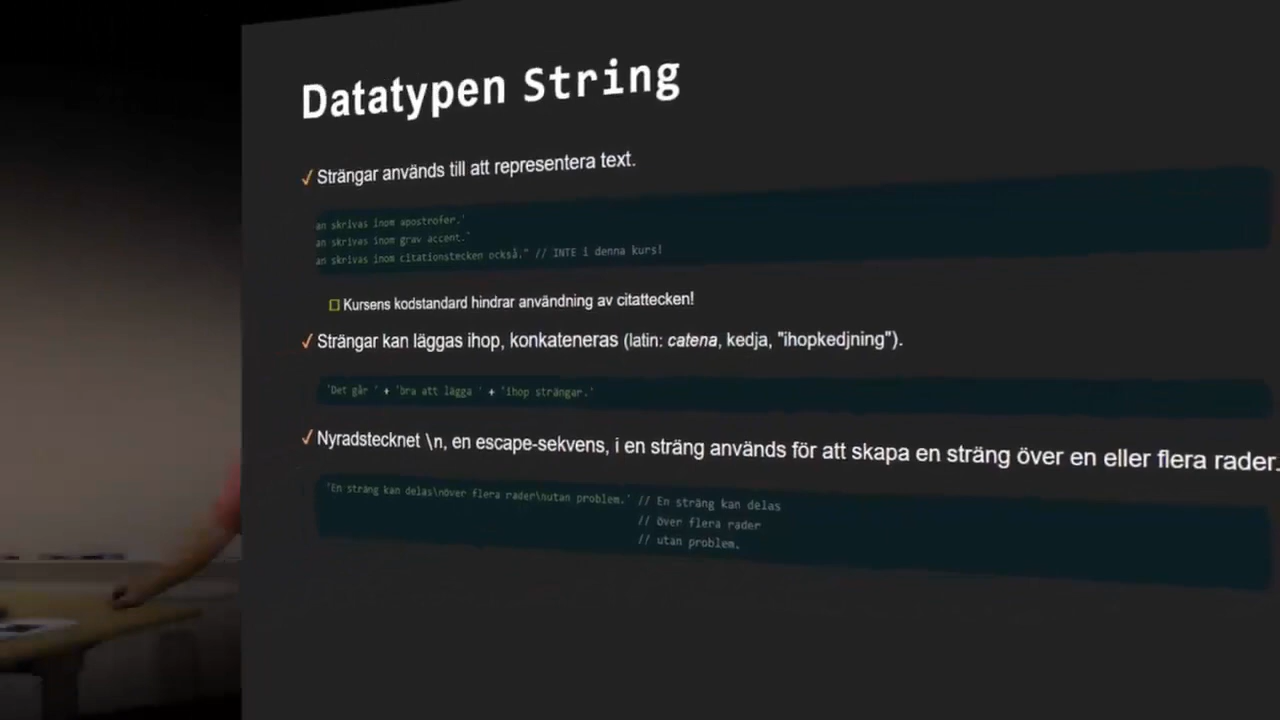 Datatypen String
✓ Strängar används till att representera text.
an skrivas inom apostrofer.'
an skrivas inom grav accent.`
an skrivas inom citationstecken också." // INTE i denna kurs!
Kursens kodstandard hindrar användning av citattecken!
✓ Strängar kan läggas ihop, konkateneras (latin: catena, kedja, "ihopkedjning").
'Det går ' + 'bra att lägga ' + 'ihop strängar.'
✓ Nyradstecknet \n, en escape-sekvens, i en sträng används för att skapa en sträng över en eller flera rader.
'En sträng kan delas\növer flera rader\nutan problem.' // En sträng kan delas
// över flera rader
// utan problem.